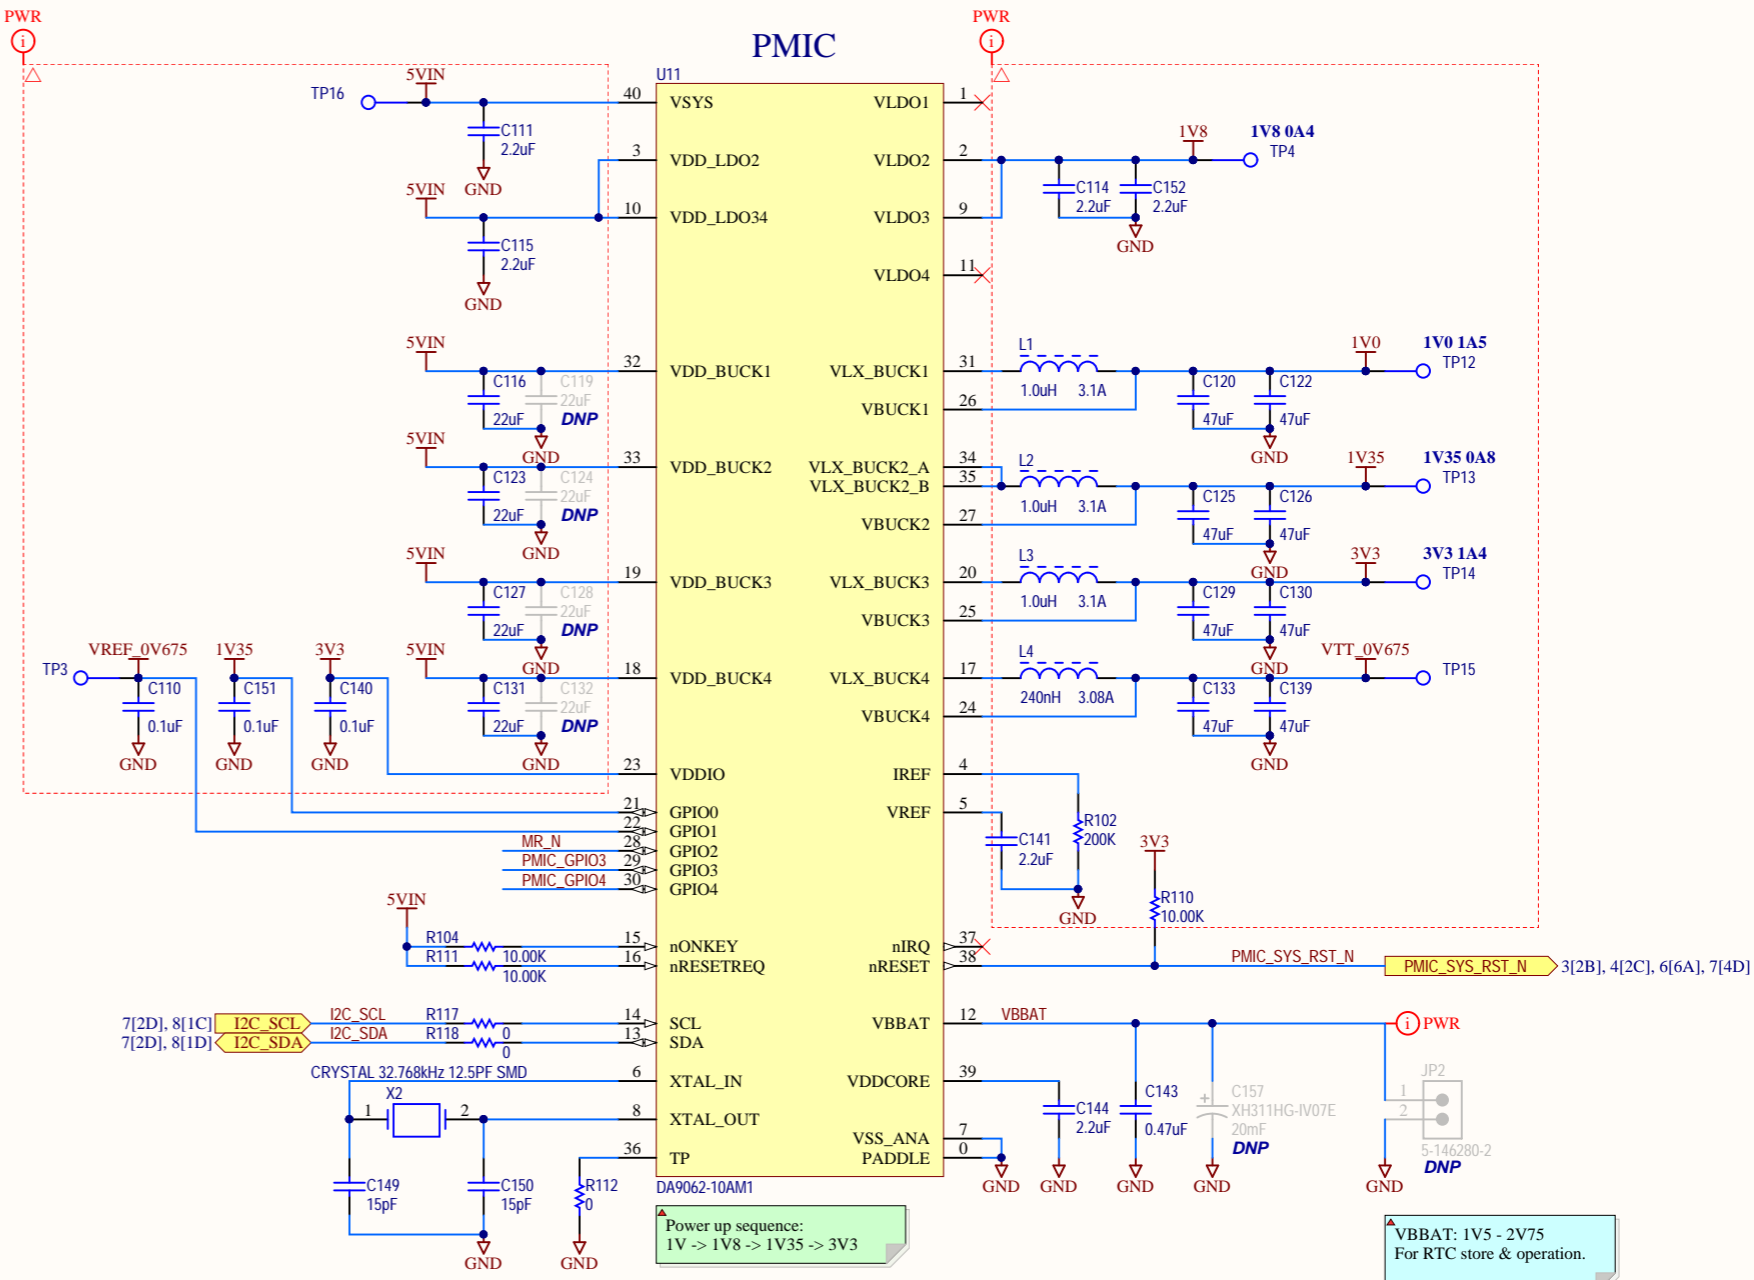 PWR
PWR
PMIC
U11
TP16
5VIN
40
VSYS
C111
2.2uF
GND
3
VDD_LDO2
5VIN
10
VDD_LDO34
C115
2.2uF
GND
5VIN
32
VDD_BUCK1
C116
22uF
C119
22uF
DNP
GND
5VIN
33
VDD_BUCK2
C123
22uF
C124
22uF
DNP
GND
5VIN
19
VDD_BUCK3
C127
22uF
C128
22uF
DNP
GND
5VIN
18
VDD_BUCK4
C131
22uF
C132
22uF
DNP
GND
TP3
VREF_0V675
C110
0.1uF
GND
1V35
C151
0.1uF
GND
3V3
C140
0.1uF
GND
23
VDDIO
21
GPIO0
22
GPIO1
MR_N
28
GPIO2
PMIC_GPIO3
29
GPIO3
PMIC_GPIO4
30
GPIO4
5VIN
R104
10.00K
15
nONKEY
R111
10.00K
16
nRESETREQ
7[2D], 8[1C]
I2C_SCL
I2C_SCL
R117
0
14
SCL
7[2D], 8[1D]
I2C_SDA
I2C_SDA
R118
0
13
SDA
CRYSTAL 32.768kHz 12.5PF SMD
6
XTAL_IN
X2
1
2
8
XTAL_OUT
C149
15pF
C150
15pF
GND
36
TP
R112
0
GND
VLDO1
1
VLDO2
2
1V8
1V8 0A4
TP4
C114
2.2uF
C152
2.2uF
GND
VLDO3
9
VLDO4
11
VLX_BUCK1
31
L1
1.0uH
3.1A
VBUCK1
26
C120
47uF
C122
47uF
GND
1V0
1V0 1A5
TP12
VLX_BUCK2_A
34
VLX_BUCK2_B
35
L2
1.0uH
3.1A
VBUCK2
27
C125
47uF
C126
47uF
GND
1V35
1V35 0A8
TP13
VLX_BUCK3
20
L3
1.0uH
3.1A
VBUCK3
25
C129
47uF
C130
47uF
GND
3V3
3V3 1A4
TP14
VLX_BUCK4
17
L4
240nH
3.08A
VBUCK4
24
C133
47uF
C139
47uF
GND
VTT_0V675
TP15
IREF
4
VREF
5
C141
2.2uF
R102
200K
GND
3V3
R110
10.00K
nIRQ
37
nRESET
38
PMIC_SYS_RST_N
PMIC_SYS_RST_N
3[2B], 4[2C], 6[6A], 7[4D]
VBBAT
12
VBBAT
PWR
VDDCORE
39
C144
2.2uF
GND
C143
0.47uF
GND
+
C157
XH311HG-IV07E
20mF
DNP
GND
JP2
1
2
5-146280-2
DNP
GND
VSS_ANA
7
PADDLE
0
GND
DA9062-10AM1
Power up sequence:
1V -> 1V8 -> 1V35 -> 3V3
VBBAT: 1V5 - 2V75
For RTC store & operation.